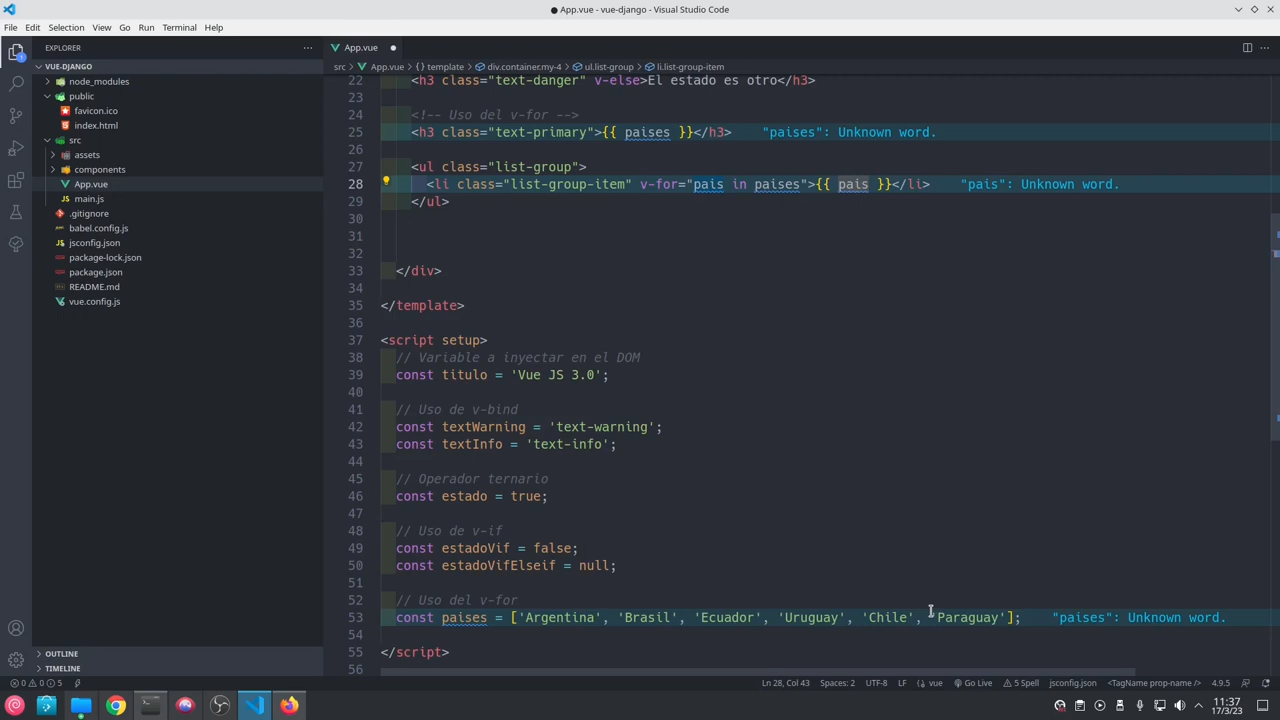 App.vue - vue-django - Visual Studio Code
File Edit Selection View Go Run Terminal Help
EXPLORER
App.vue
VUE-DJANGO
src > App.vue > {} template > div.container.my-4 > ul.list-group > li.list-group-item
node_modules
public
favicon.ico
index.html
src
assets
components
App.vue
main.js
.gitignore
babel.config.js
jsconfig.json
package-lock.json
package.json
README.md
vue.config.js
22 <h3 class="text-danger" v-else>El estado es otro</h3>
23
24 <!-- Uso del v-for -->
25 <h3 class="text-primary">{{ paises }}</h3> "paises": Unknown word.
26
27 <ul class="list-group">
28 <li class="list-group-item" v-for="pais in paises">{{ pais }}</li> "pais": Unknown word.
29 </ul>
30
31
32
33 </div>
34
35 </template>
36
37 <script setup>
38 // Variable a inyectar en el DOM
39 const titulo = 'Vue JS 3.0';
40
41 // Uso de v-bind
42 const textWarning = 'text-warning';
43 const textInfo = 'text-info';
44
45 // Operador ternario
46 const estado = true;
47
48 // Uso de v-if
49 const estadoVif = false;
50 const estadoVifElseif = null;
51
52 // Uso del v-for
53 const paises = ['Argentina', 'Brasil', 'Ecuador', 'Uruguay', 'Chile', 'Paraguay']; "paises": Unknown word.
54
55 </script>
56
OUTLINE
TIMELINE
0 0 5
Ln 28, Col 43 Spaces: 2 UTF-8 LF vue Go Live 5 Spell jsconfig.json <TagName prop-name /> 4.9.5
11:37
17/3/23